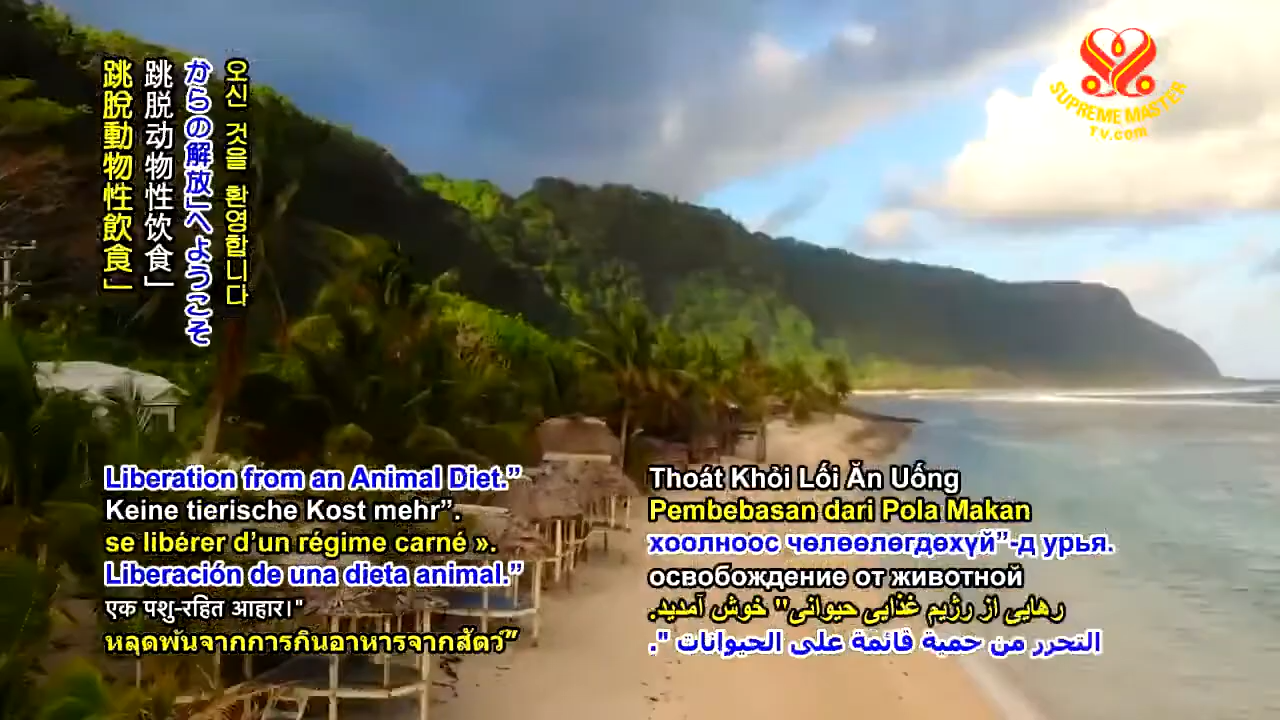 跳脫動物性飲食」
跳脱动物性饮食」
からの解放」へようこそ
오신 것을 환영합니다
SUPREME MASTER
TV.com
Liberation from an Animal Diet.”
Keine tierische Kost mehr”.
se libérer d’un régime carné ».
Liberación de una dieta animal.”
एक पशु-रहित आहार।"
หลุดพ้นจากการกินอาหารจากสัตว์”
Thoát Khỏi Lối Ăn Uống
Pembebasan dari Pola Makan
хоолноос чөлөөлөгдөхүй”-д урья.
освобождение от животной
رهایی از رژیم غذایی حیوانی" خوش آمدید.
التحرر من حمية قائمة على الحيوانات ".